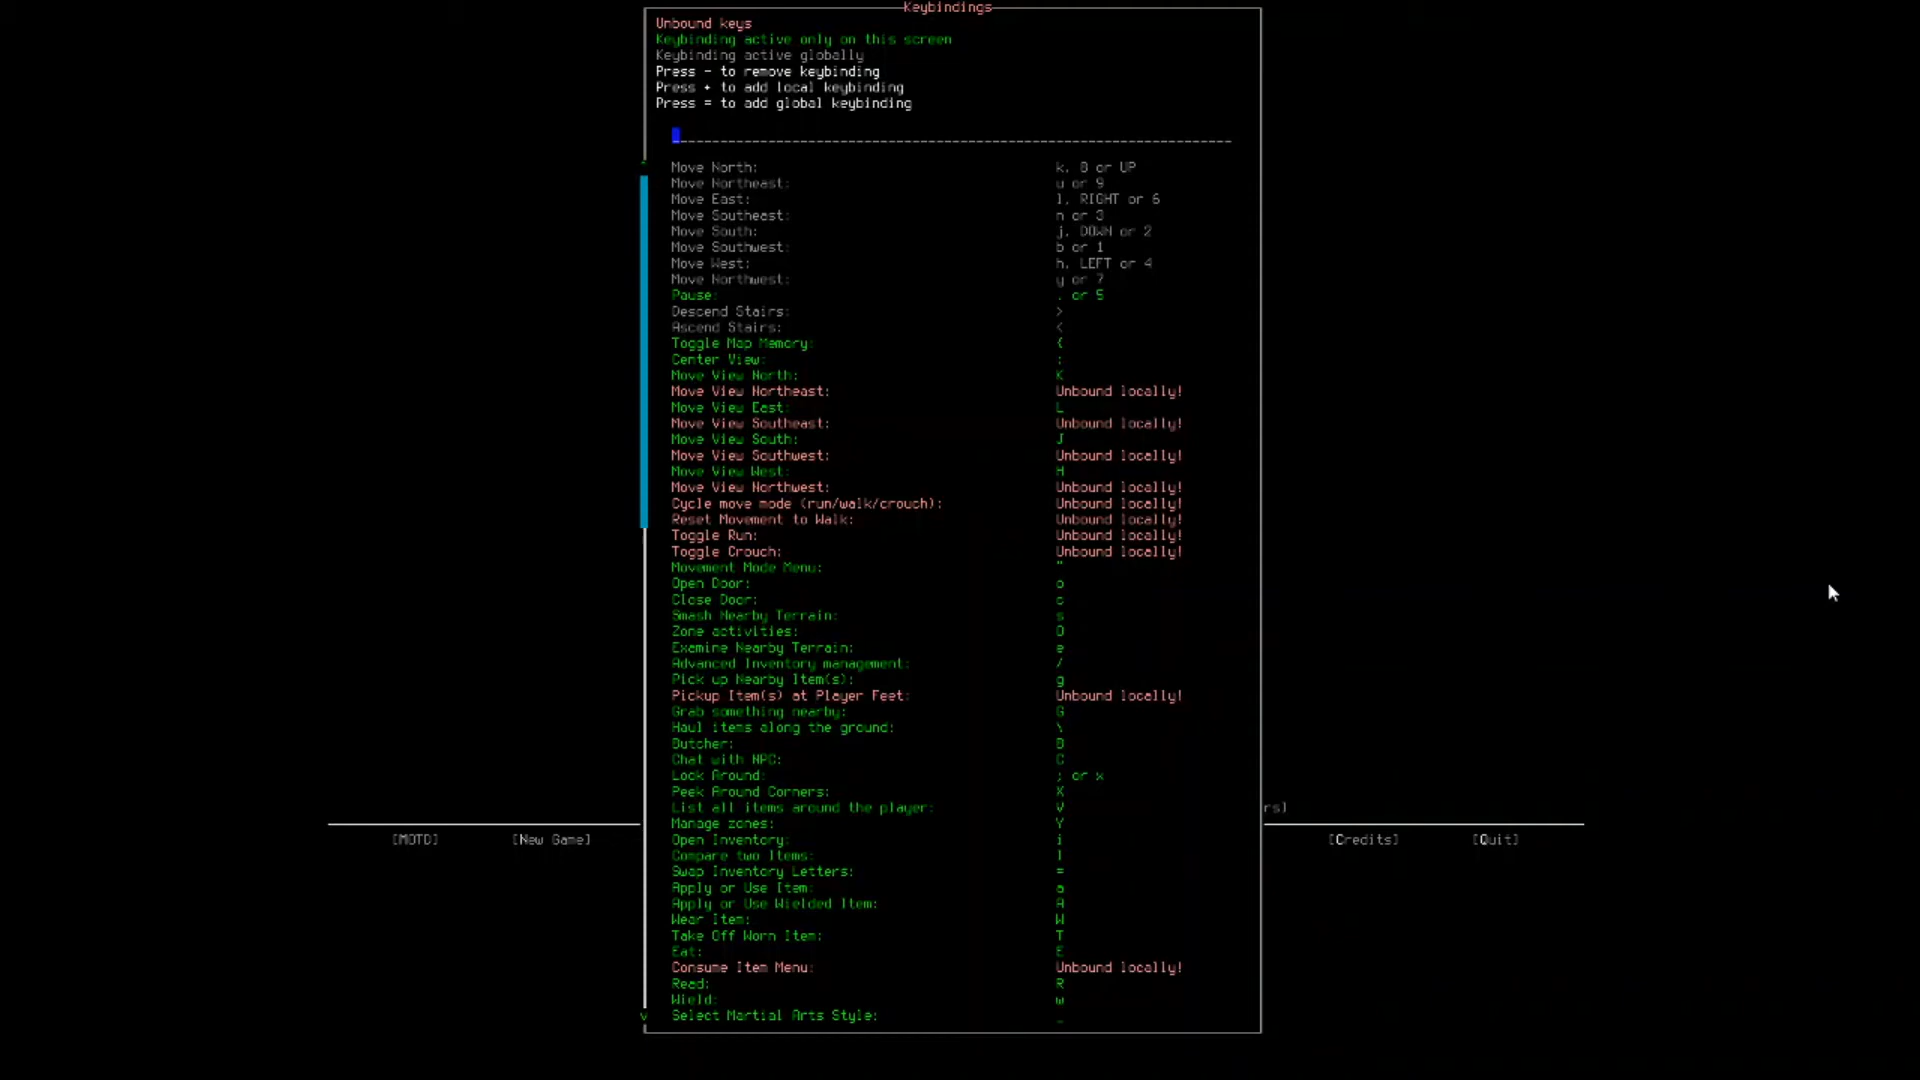 Keybindings
Unbound keys
Keybinding active only on this screen
Keybinding active globally
Press - to remove keybinding
Press + to add local keybinding
Press = to add global keybinding
Move North: k, 8 or UP
Move Northeast: u or 9
Move East: l, RIGHT or 6
Move Southeast: n or 3
Move South: j, DOWN or 2
Move Southwest: b or 1
Move West: h, LEFT or 4
Move Northwest: y or 7
Pause: . or 5
Descend Stairs: >
Ascend Stairs: <
Toggle Map Memory: {
Center View: :
Move View North: K
Move View Northeast: Unbound locally!
Move View East: L
Move View Southeast: Unbound locally!
Move View South: J
Move View Southwest: Unbound locally!
Move View West: H
Move View Northwest: Unbound locally!
Cycle move mode (run/walk/crouch): Unbound locally!
Reset Movement to Walk: Unbound locally!
Toggle Run: Unbound locally!
Toggle Crouch: Unbound locally!
Movement Mode Menu: "
Open Door: o
Close Door: c
Smash Nearby Terrain: s
Zone activities: O
Examine Nearby Terrain: e
Advanced Inventory management: /
Pick up Nearby Item(s): g
Pickup Item(s) at Player Feet: Unbound locally!
Grab something nearby: G
Haul items along the ground: \
Butcher: B
Chat with NPC: C
Look Around: ; or x
Peek Around Corners: X
List all items around the player: V
rs]
Manage zones: Y
[MOTD] [New Game] Open Inventory: i [Credits] [Quit]
Compare two Items: I
Swap Inventory Letters: =
Apply or Use Item: a
Apply or Use Wielded Item: A
Wear Item: W
Take Off Worn Item: T
Eat: E
Consume Item Menu: Unbound locally!
Read: R
Wield: w
Select Martial Arts Style: _